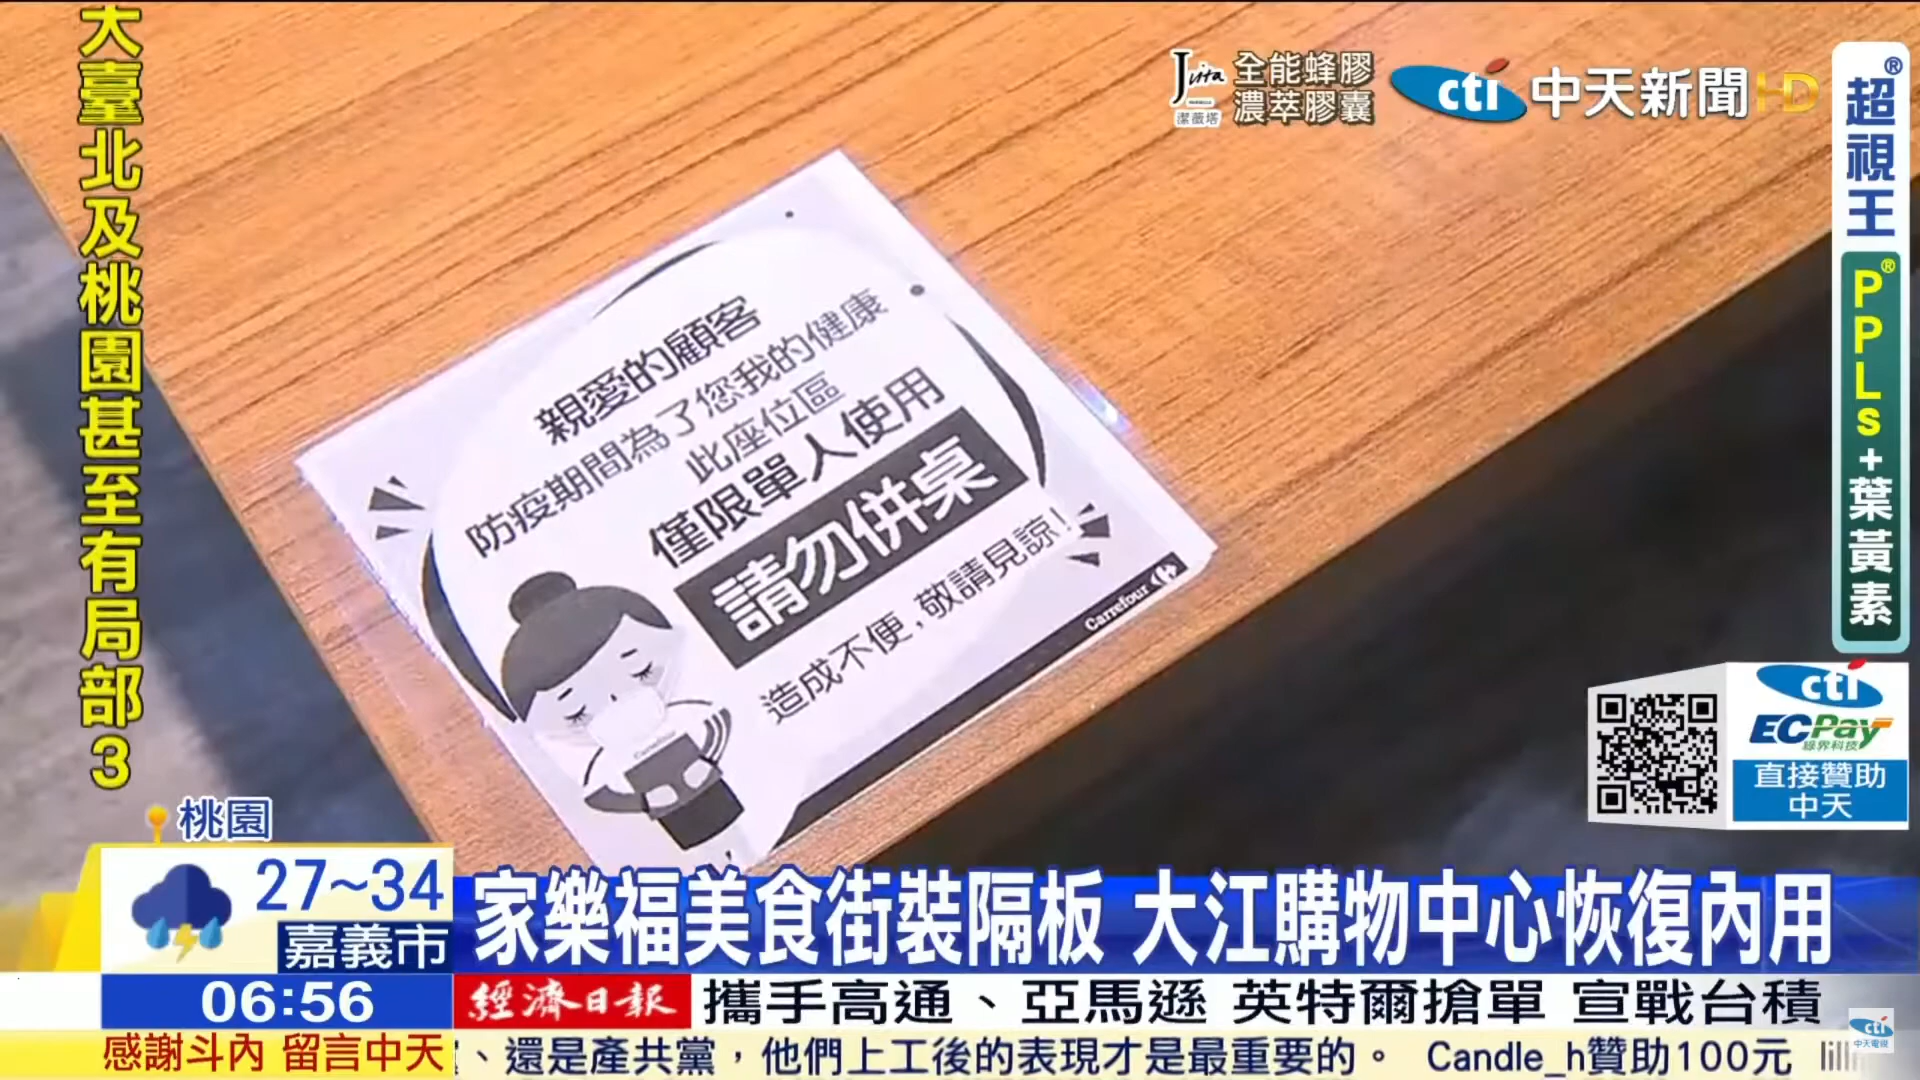 大臺北及桃園甚至有局部3
Jvita
潔薇塔
全能蜂膠
濃萃膠囊
cti 中天新聞HD
超視王®
PPLs®+葉黃素
親愛的顧客
防疫期間為了您我的健康
此座位區
僅限單人使用
請勿併桌
造成不便，敬請見諒！
Carrefour
Carrefour
cti
ECPay
綠界科技
直接贊助
中天
桃園
27~34
嘉義市
家樂福美食街裝隔板 大江購物中心恢復內用
06:56
經濟日報 攜手高通、亞馬遜 英特爾搶單 宣戰台積
感謝斗內 留言中天
、還是產共黨，他們上工後的表現才是最重要的。 Candle_h贊助100元
cti
中天電視